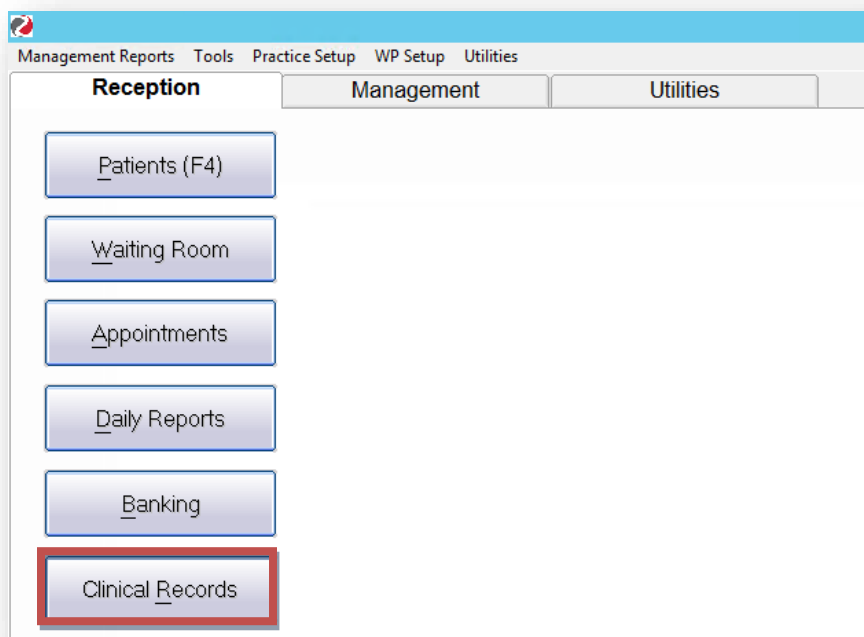 Management Reports Tools Practice Setup WP Setup Utilities
Reception Management Utilities
Patients (F4)
Waiting Room
Appointments
Daily Reports
Banking
Clinical Records